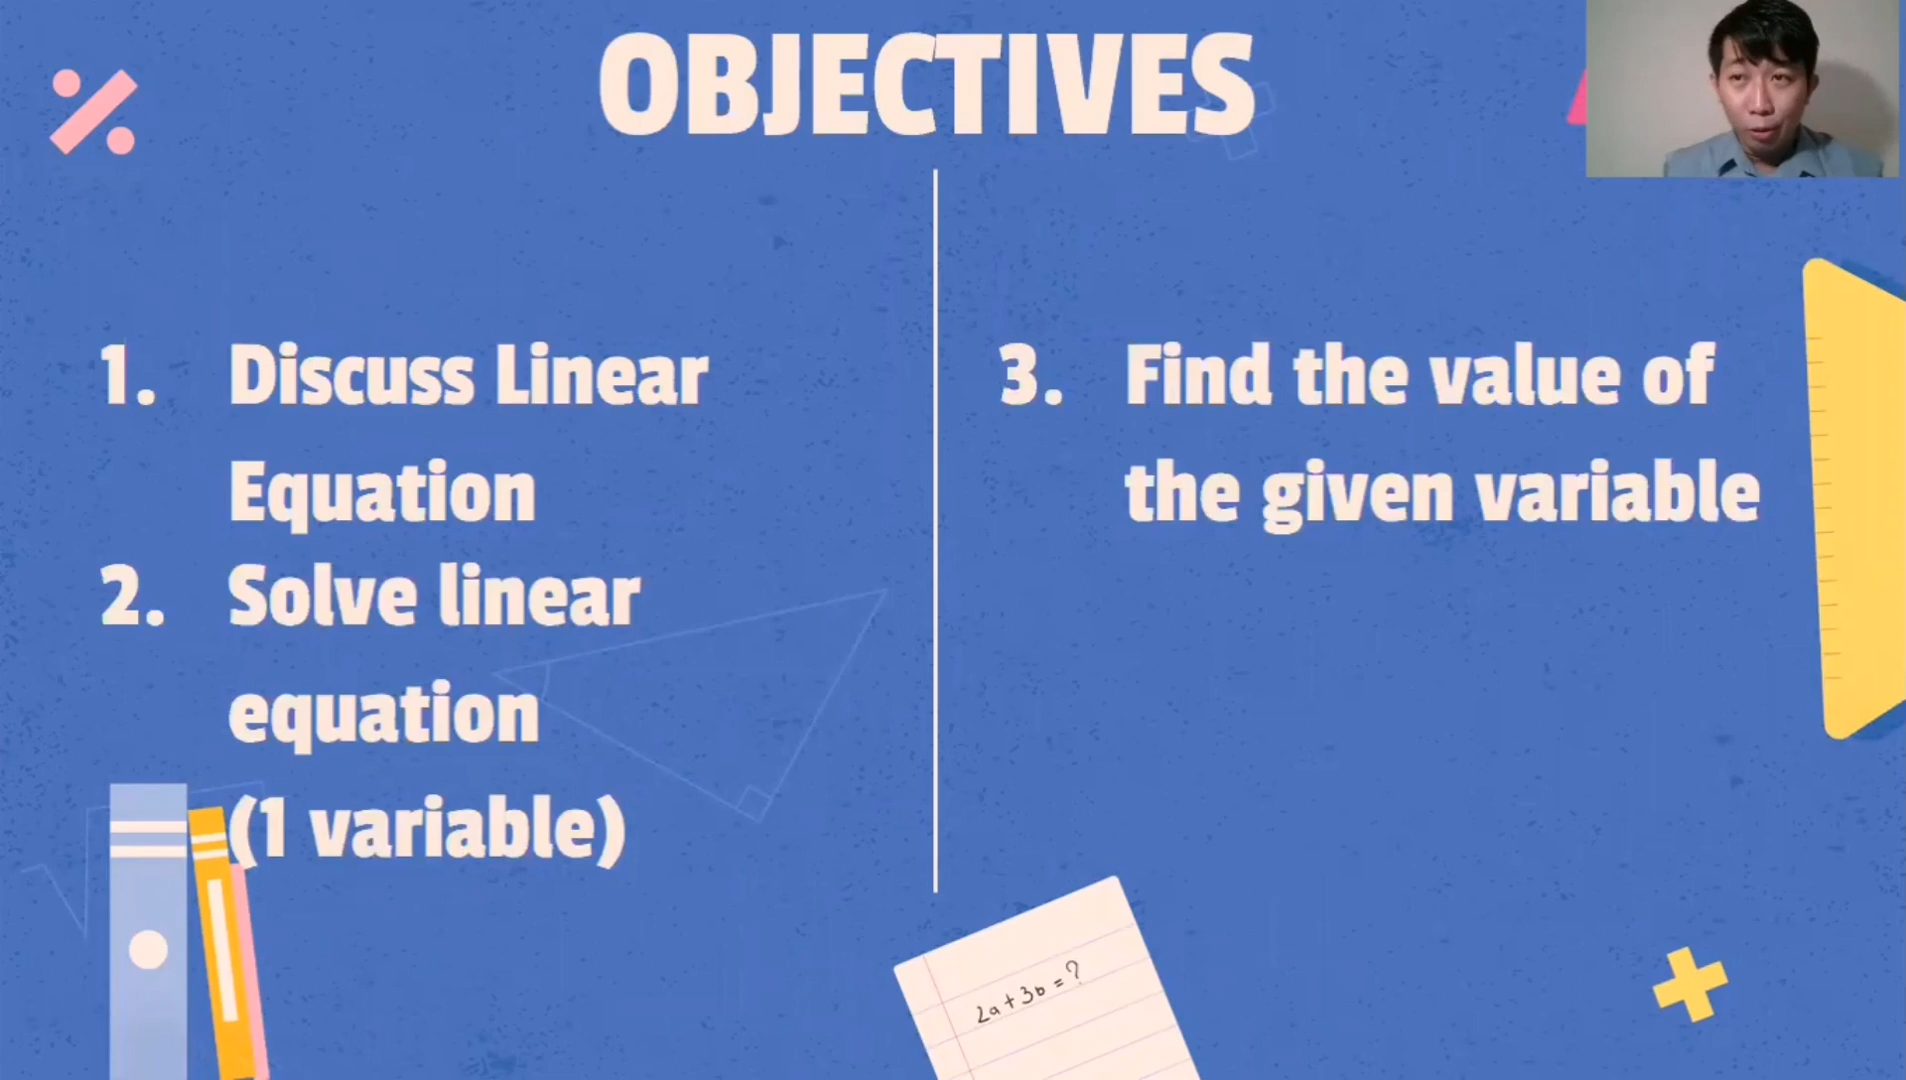 OBJECTIVES
1. Discuss Linear
Equation
2. Solve linear
equation
(1 variable)
3. Find the value of
the given variable
2a+3b=?